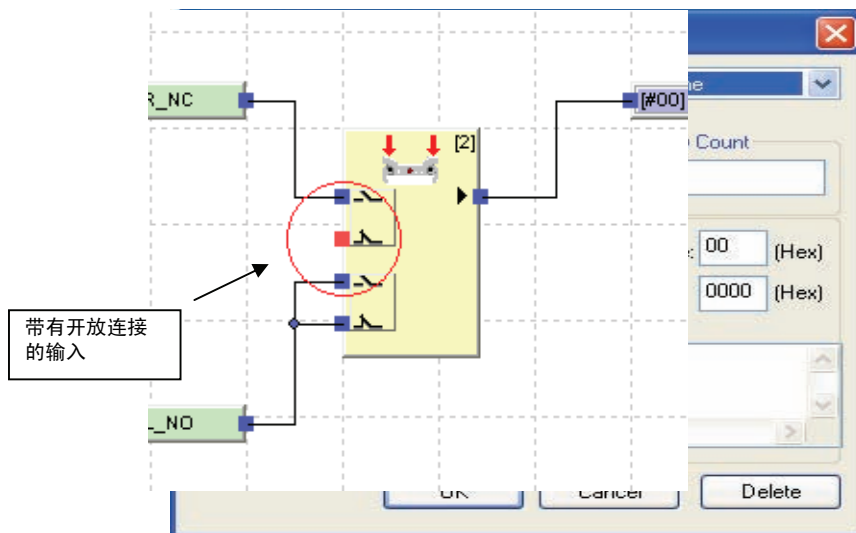 R_NC
[#00]
[2]
Count
00
(Hex)
0000
(Hex)
带有开放连接
的输入
L_NO
OK
Cancel
Delete